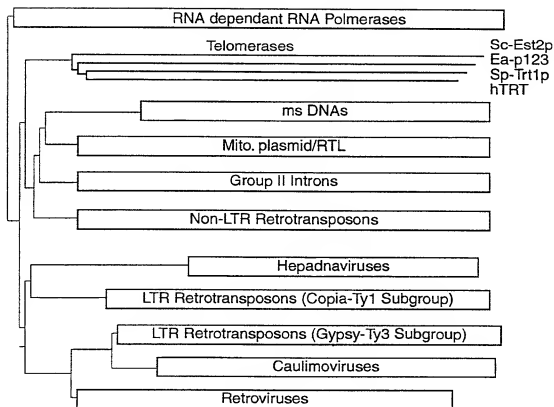 RNA dependant RNA Polmerases
Telomerases
Sc-Est2p
Ea-p123
Sp-Trt1p
hTRT
ms DNAs
Mito. plasmid/RTL
Group II Introns
Non-LTR Retrotransposons
Hepadnaviruses
LTR Retrotransposons (Copia-Ty1 Subgroup)
LTR Retrotransposons (Gypsy-Ty3 Subgroup)
Caulimoviruses
Retroviruses